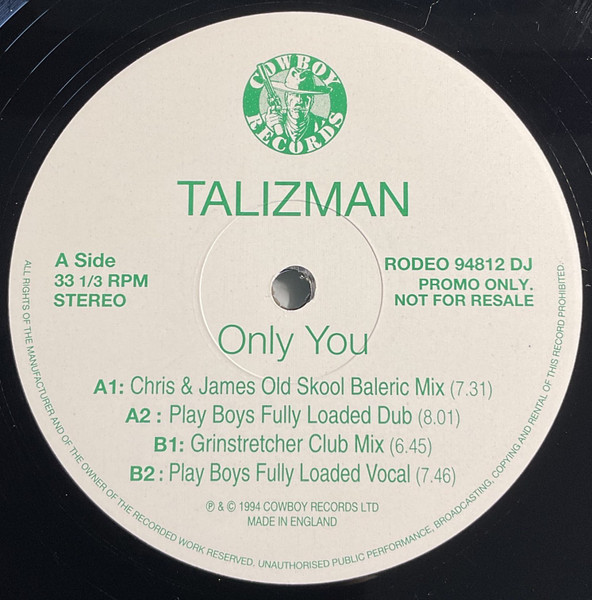 COWBOY
RECORDS
TALIZMAN
A Side
33 1/3 RPM
STEREO
RODEO 94812 DJ
PROMO ONLY.
NOT FOR RESALE
Only You
A1: Chris & James Old Skool Baleric Mix (7.31)
A2 : Play Boys Fully Loaded Dub (8.01)
B1: Grinstretcher Club Mix (6.45)
B2 : Play Boys Fully Loaded Vocal (7.46)
℗ & © 1994 COWBOY RECORDS LTD
MADE IN ENGLAND
ALL RIGHTS OF THE MANUFACTURER AND OF THE OWNER OF THE RECORDED WORK RESERVED. UNAUTHORISED PUBLIC PERFORMANCE, BROADCASTING, COPYING AND RENTAL OF THIS RECORD PROHIBITED.